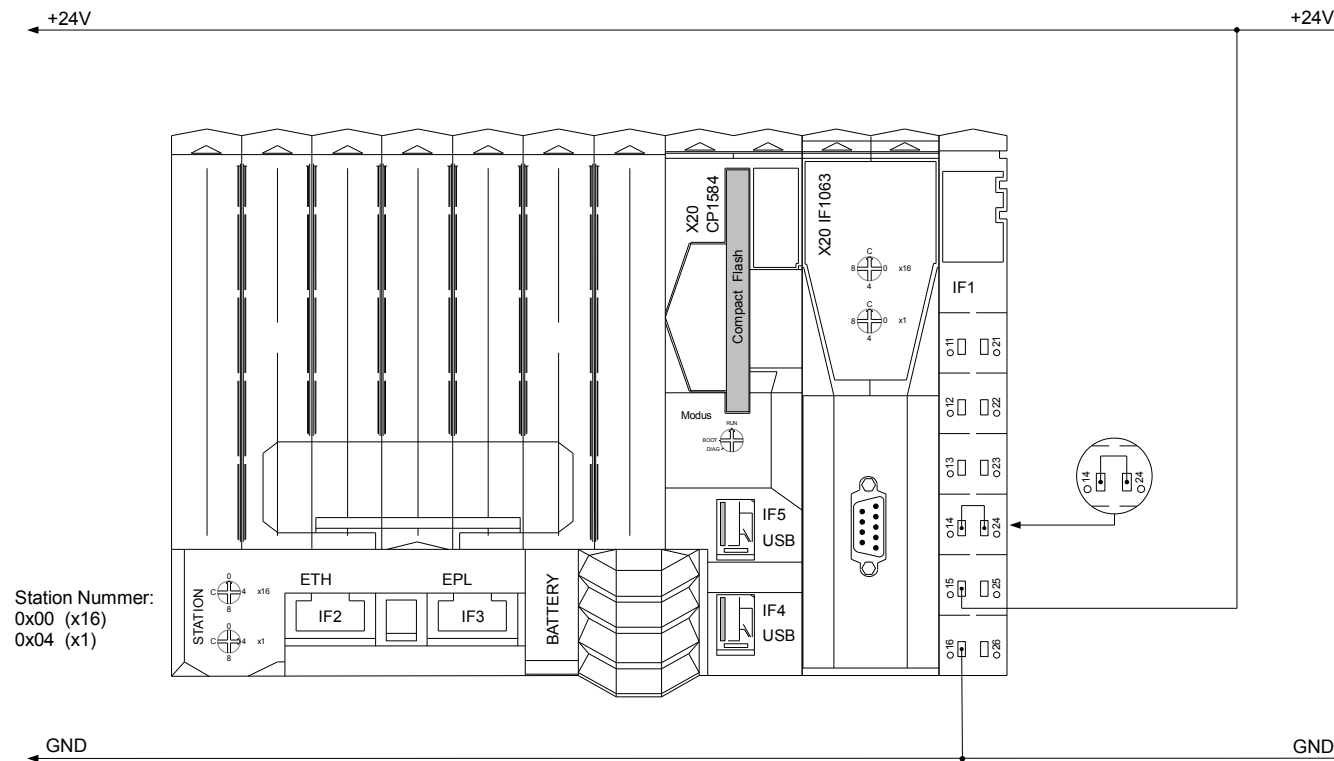 +24V
+24V
X20
CP1584
Compact Flash
X20 IF1063
C
8 0 x16
4
C
8 0 x1
4
IF1
11 21
12 22
13 23
14 24
15 25
16 26
14 24
Modus
RUN
BOOT
DIAG
IF5
USB
IF4
USB
Station Nummer:
0x00 (x16)
0x04 (x1)
STATION
0
C 4 x16
8
0
C 4 x1
8
ETH
IF2
EPL
IF3
BATTERY
GND
GND